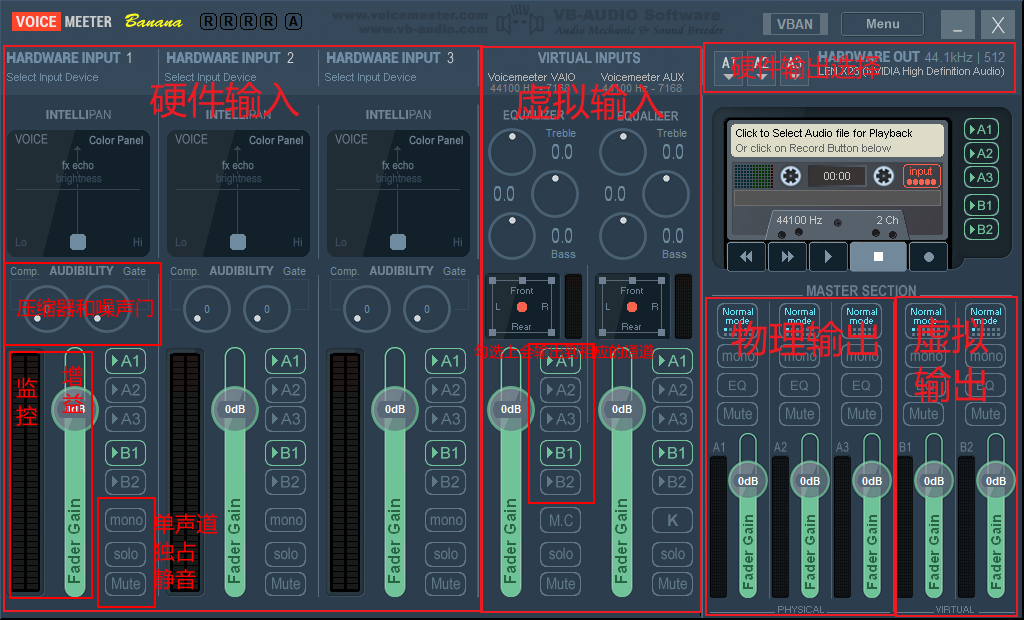 VOICE MEETER Banana R R R R A www.voicemeeter.com www.vb-audio.com VB-AUDIO Software Audio Mechanic & Sound Breeder VBAN Menu _ X
HARDWARE INPUT 1
Select Input Device
HARDWARE INPUT 2
Select Input Device
HARDWARE INPUT 3
Select Input Device
硬件输入
INTELLIPAN
VOICE Color Panel
fx echo
brightness
Lo Hi
INTELLIPAN
VOICE Color Panel
fx echo
brightness
Lo Hi
INTELLIPAN
VOICE Color Panel
fx echo
brightness
Lo Hi
Comp. AUDIBILITY Gate
0 0
压缩器和噪声门
Comp. AUDIBILITY Gate
0 0
Comp. AUDIBILITY Gate
0 0
监控
增益
0dB
Fader Gain
A1
A2
A3
B1
B2
mono
solo
Mute
单声道
独占
静音
0dB
Fader Gain
A1
A2
A3
B1
B2
mono
solo
Mute
0dB
Fader Gain
A1
A2
A3
B1
B2
mono
solo
Mute
VIRTUAL INPUTS
Voicemeeter VAIO
44100 Hz - 7168
Voicemeeter AUX
44100 Hz - 7168
虚拟输入
EQUALIZER
Treble
0.0
0.0
0.0
Bass
EQUALIZER
Treble
0.0
0.0
0.0
Bass
Front
L R
Rear
Front
L R
Rear
0dB
Fader Gain
A1
A2
A3
B1
B2
M.C
solo
Mute
0dB
Fader Gain
A1
A2
A3
B1
B2
K
solo
Mute
A1 A2 A3
硬件输出选择
HARDWARE OUT 44.1kHz | 512
LEN LX23 (NVIDIA High Definition Audio)
Click to Select Audio file for Playback
Or click on Record Button below
00:00
input
44100 Hz 2 Ch
A1
A2
A3
B1
B2
MASTER SECTION
物理输出
虚拟
输出
Normal mode
mono
EQ
Mute
Normal mode
mono
EQ
Mute
Normal mode
mono
EQ
Mute
Normal mode
mono
EQ
Mute
Normal mode
mono
EQ
Mute
A1 A2 A3 B1 B2
0dB 0dB 0dB 0dB 0dB
Fader Gain Fader Gain Fader Gain Fader Gain Fader Gain
PHYSICAL VIRTUAL